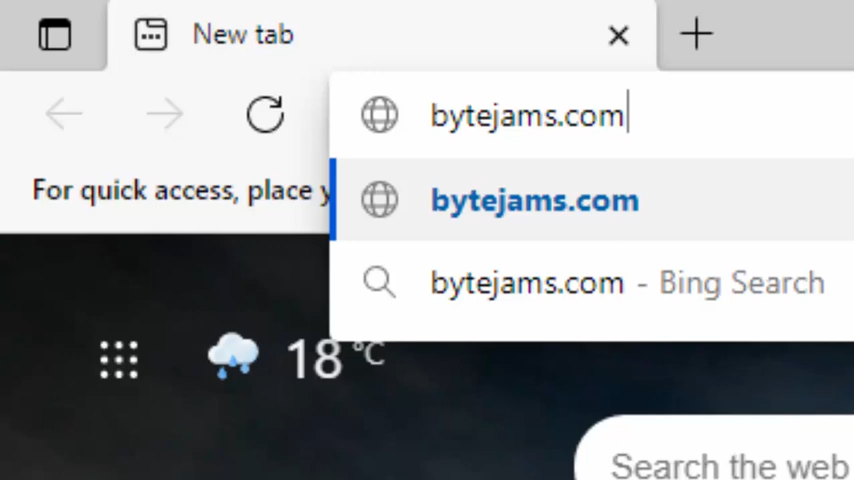 New tab
bytejams.com
For quick access, place
bytejams.com
bytejams.com - Bing Search
18 °C
Search the web